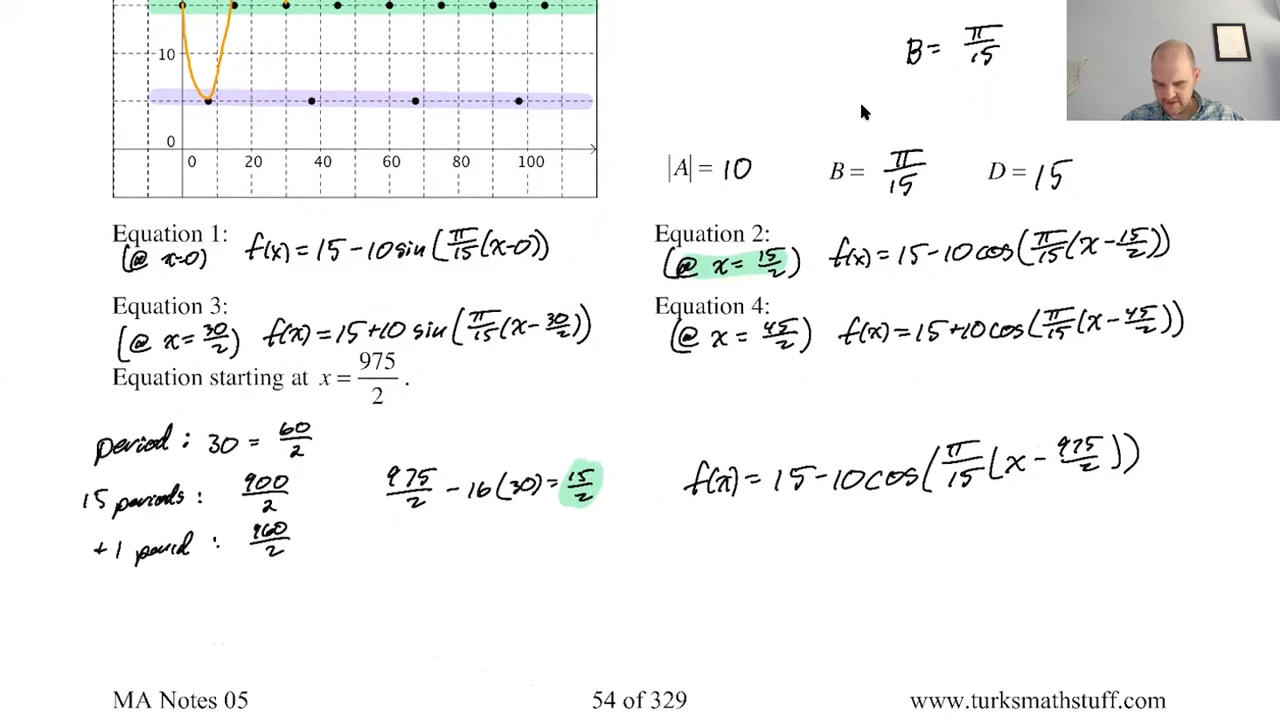 10
0
0 20 40 60 80 100
B = π/15
|A| = 10 B = π/15 D = 15
Equation 1: f(x) = 15 - 10 sin(π/15(x-0))
(@ x=0)
Equation 2: f(x) = 15 - 10 cos(π/15(x - 15/2))
(@ x = 15/2)
Equation 3:
(@ x = 30/2) f(x) = 15 + 10 sin(π/15(x - 30/2))
Equation 4:
(@ x = 45/2) f(x) = 15 + 10 cos(π/15(x - 45/2))
Equation starting at x = 975/2 .
period : 30 = 60/2
15 periods : 900/2
+ 1 period : 960/2
975/2 - 16(30) = 15/2
f(x) = 15 - 10 cos(π/15(x - 975/2))
MA Notes 05 54 of 329 www.turksmathstuff.com